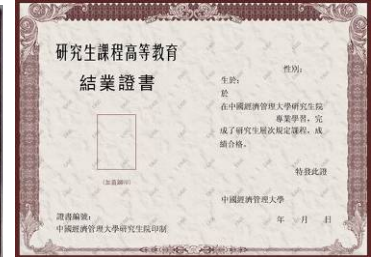 研究生課程高等教育
結業證書
(加蓋鋼印)
證書編號:
中國經濟管理大學研究生院印制
性別:
生於:
於
在中國經濟管理大學研究生院
專業學習,完
成了研究生層次規定課程,成
績合格。
特發此證
中國經濟管理大學
年 月 日